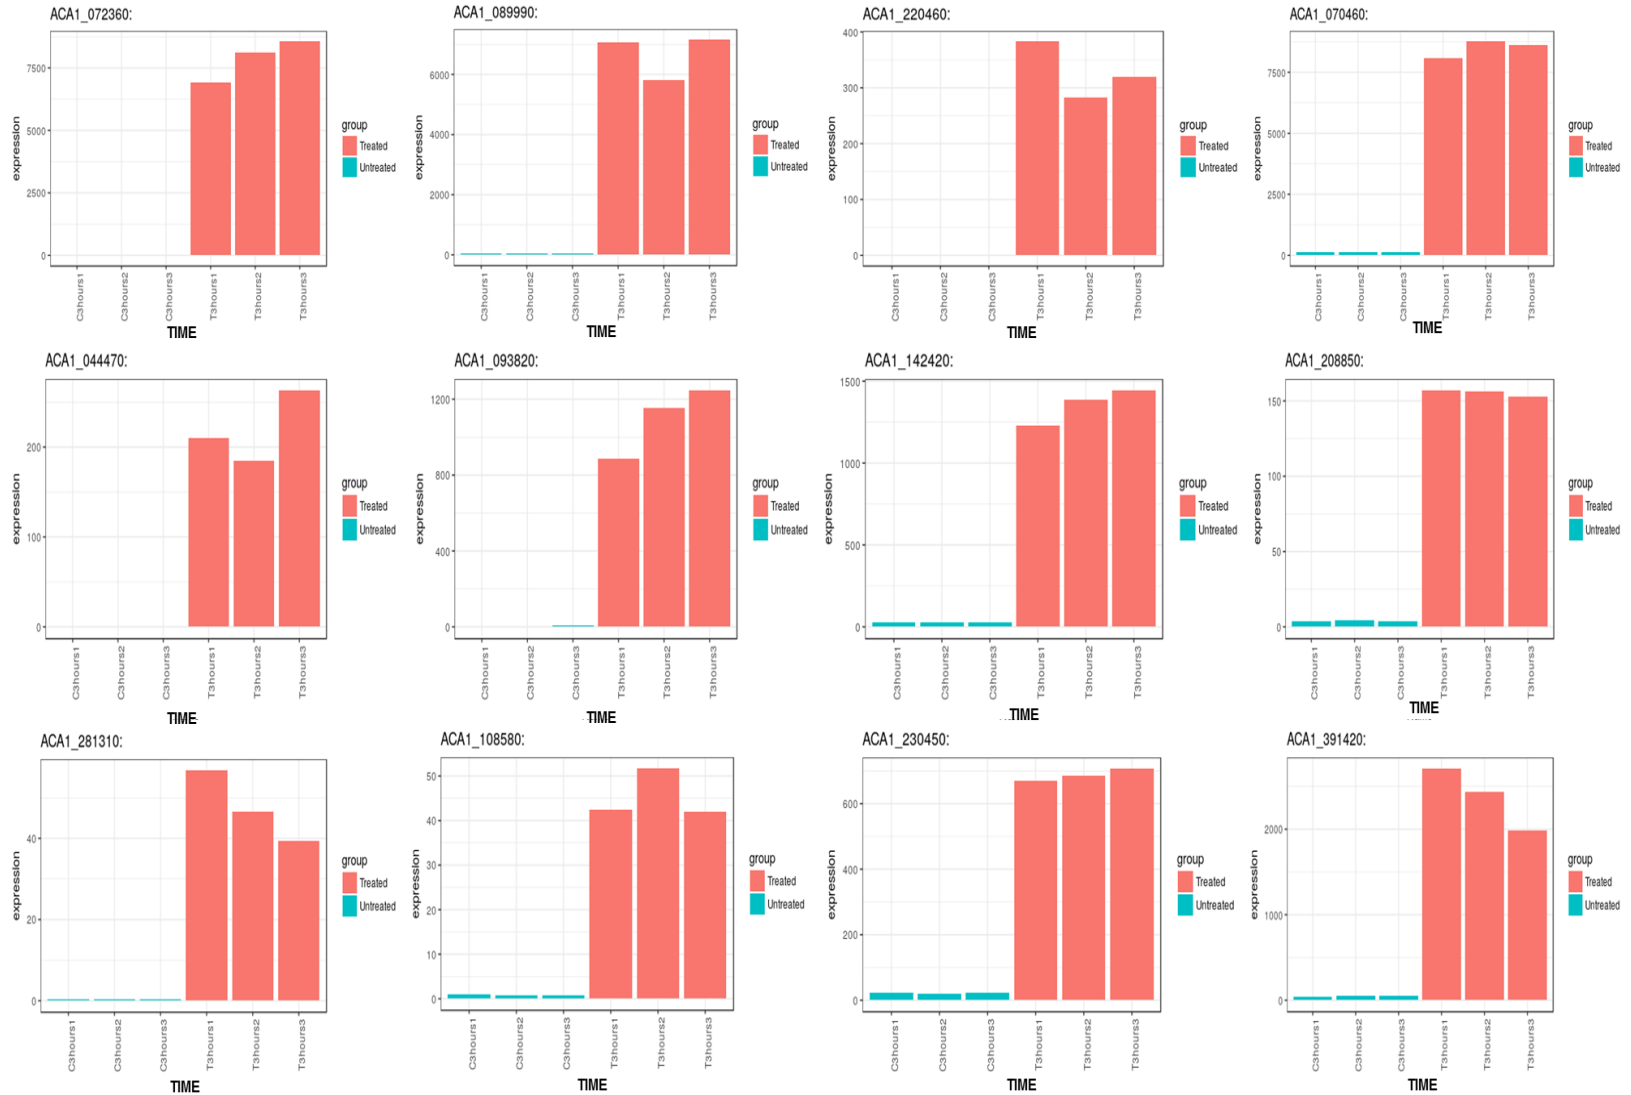 ACA1_072360:
expression
7500
5000
2500
0
C3hours1
C3hours2
C3hours3
T3hours1
T3hours2
T3hours3
TIME
group
Treated
Untreated
ACA1_089990:
expression
6000
4000
2000
0
C3hours1
C3hours2
C3hours3
T3hours1
T3hours2
T3hours3
TIME
group
Treated
Untreated
ACA1_220460:
expression
400
300
200
100
0
C3hours1
C3hours2
C3hours3
T3hours1
T3hours2
T3hours3
TIME
group
Treated
Untreated
ACA1_070460:
expression
7500
5000
2500
0
C3hours1
C3hours2
C3hours3
T3hours1
T3hours2
T3hours3
TIME
group
Treated
Untreated
ACA1_044470:
expression
200
100
0
C3hours1
C3hours2
C3hours3
T3hours1
T3hours2
T3hours3
TIME
group
Treated
Untreated
ACA1_093820:
expression
1200
800
400
0
C3hours1
C3hours2
C3hours3
T3hours1
T3hours2
T3hours3
TIME
group
Treated
Untreated
ACA1_142420:
expression
1500
1000
500
0
C3hours1
C3hours2
C3hours3
T3hours1
T3hours2
T3hours3
TIME
group
Treated
Untreated
ACA1_208850:
expression
150
100
50
0
C3hours1
C3hours2
C3hours3
T3hours1
T3hours2
T3hours3
TIME
group
Treated
Untreated
ACA1_281310:
expression
40
20
0
C3hours1
C3hours2
C3hours3
T3hours1
T3hours2
T3hours3
TIME
group
Treated
Untreated
ACA1_108580:
expression
50
40
30
20
10
0
C3hours1
C3hours2
C3hours3
T3hours1
T3hours2
T3hours3
TIME
group
Treated
Untreated
ACA1_230450:
expression
600
400
200
0
C3hours1
C3hours2
C3hours3
T3hours1
T3hours2
T3hours3
TIME
group
Treated
Untreated
ACA1_391420:
expression
2000
1000
0
C3hours1
C3hours2
C3hours3
T3hours1
T3hours2
T3hours3
TIME
group
Treated
Untreated